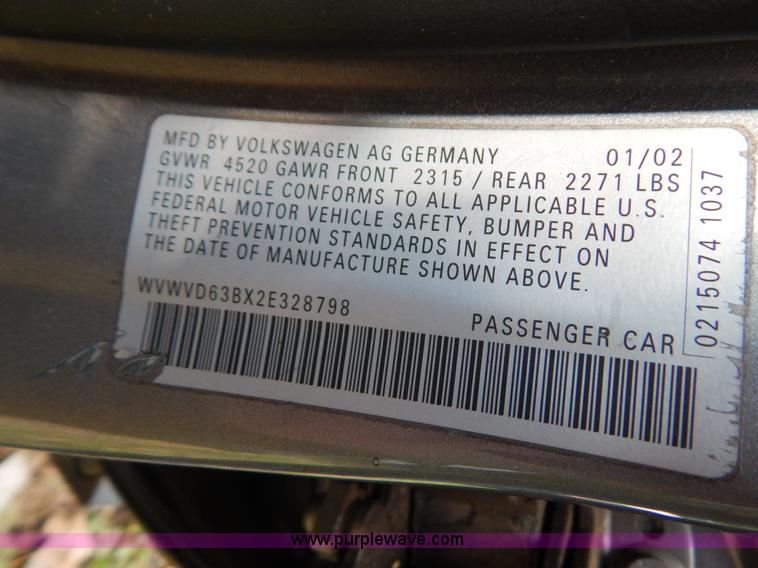 MFD BY VOLKSWAGEN AG GERMANY 01/02
GVWR 4520 GAWR FRONT 2315 / REAR 2271 LBS
THIS VEHICLE CONFORMS TO ALL APPLICABLE U.S.
FEDERAL MOTOR VEHICLE SAFETY, BUMPER AND
THEFT PREVENTION STANDARDS IN EFFECT ON
THE DATE OF MANUFACTURE SHOWN ABOVE.
WVWVD63BX2E328798
PASSENGER CAR
0215074 1037
www.purplewave.com